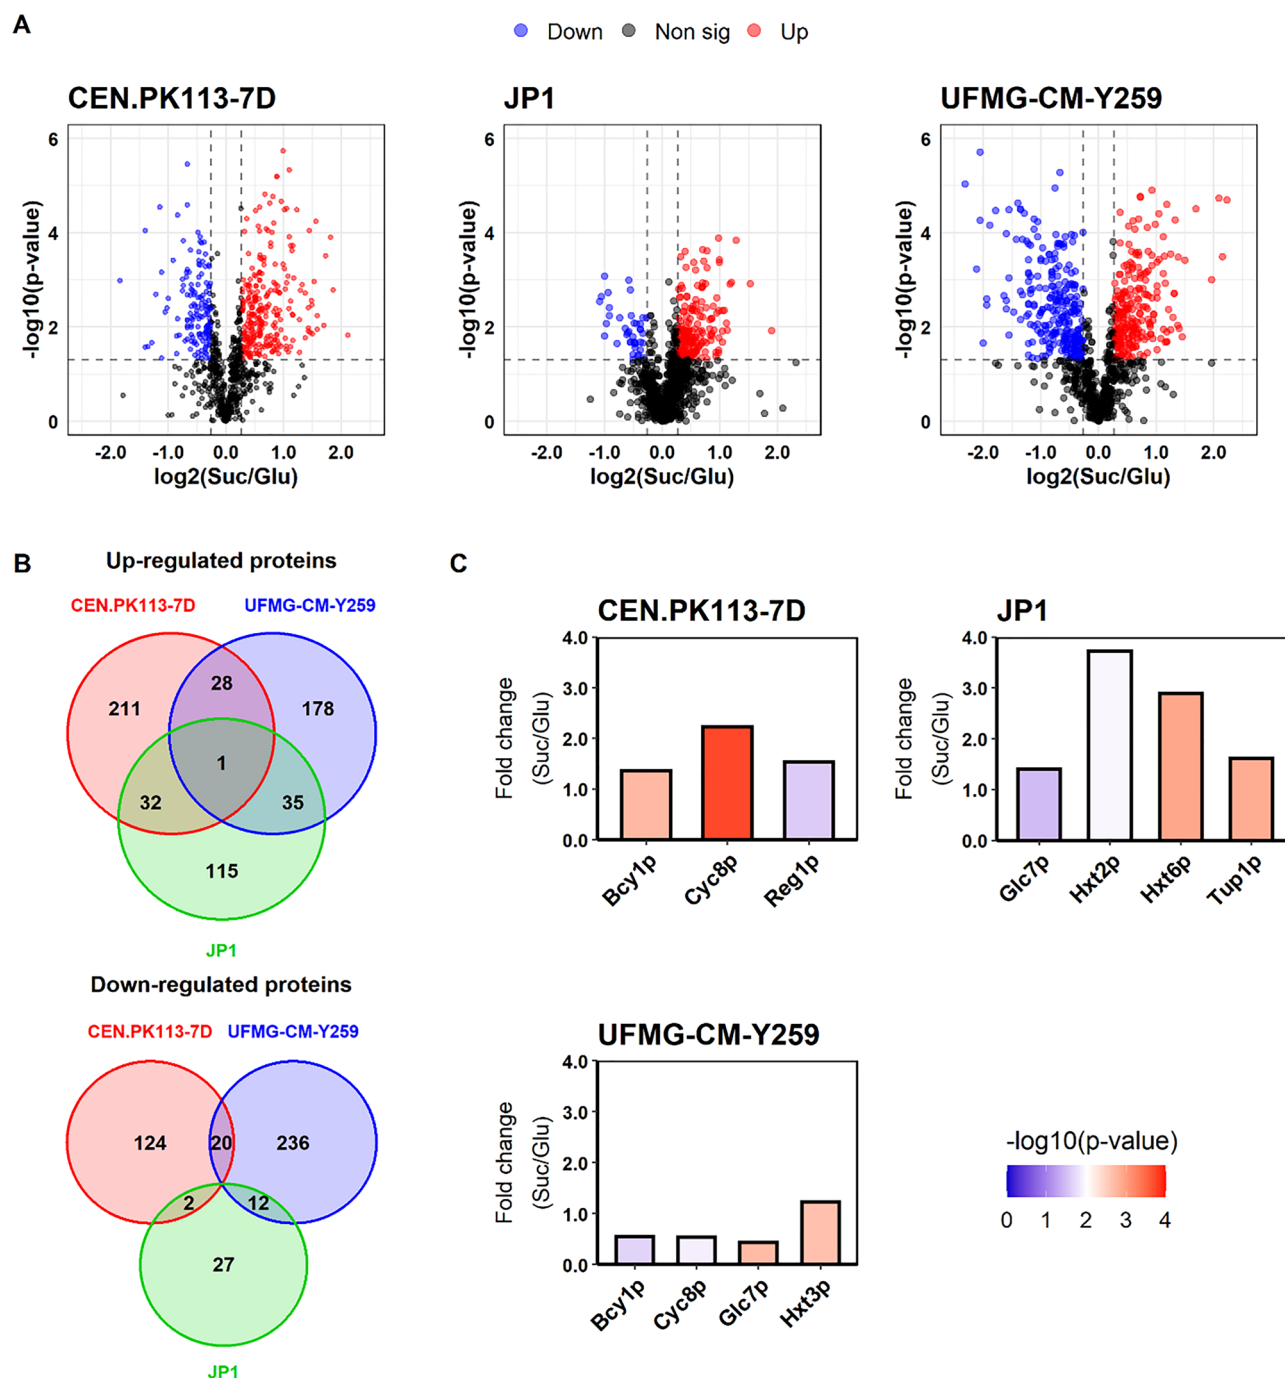 A
Down Non sig Up
CEN.PK113-7D
6
4
2
0
-log10(p-value)
-2.0 -1.0 0.0 1.0 2.0
log2(Suc/Glu)
JP1
6
4
2
0
-log10(p-value)
-2.0 -1.0 0.0 1.0 2.0
log2(Suc/Glu)
UFMG-CM-Y259
6
4
2
0
-log10(p-value)
-2.0 -1.0 0.0 1.0 2.0
log2(Suc/Glu)
B
Up-regulated proteins
CEN.PK113-7D UFMG-CM-Y259
28
211 178
1
32 35
115
JP1
Down-regulated proteins
CEN.PK113-7D UFMG-CM-Y259
124 20 236
2 12
27
JP1
C
CEN.PK113-7D
4.0
3.0
2.0
1.0
0.0
Fold change
(Suc/Glu)
Bcy1p Cyc8p Reg1p
JP1
4.0
3.0
2.0
1.0
0.0
Fold change
(Suc/Glu)
Glc7p Hxt2p Hxt6p Tup1p
UFMG-CM-Y259
4.0
3.0
2.0
1.0
0.0
Fold change
(Suc/Glu)
Bcy1p Cyc8p Glc7p Hxt3p
-log10(p-value)
0 1 2 3 4